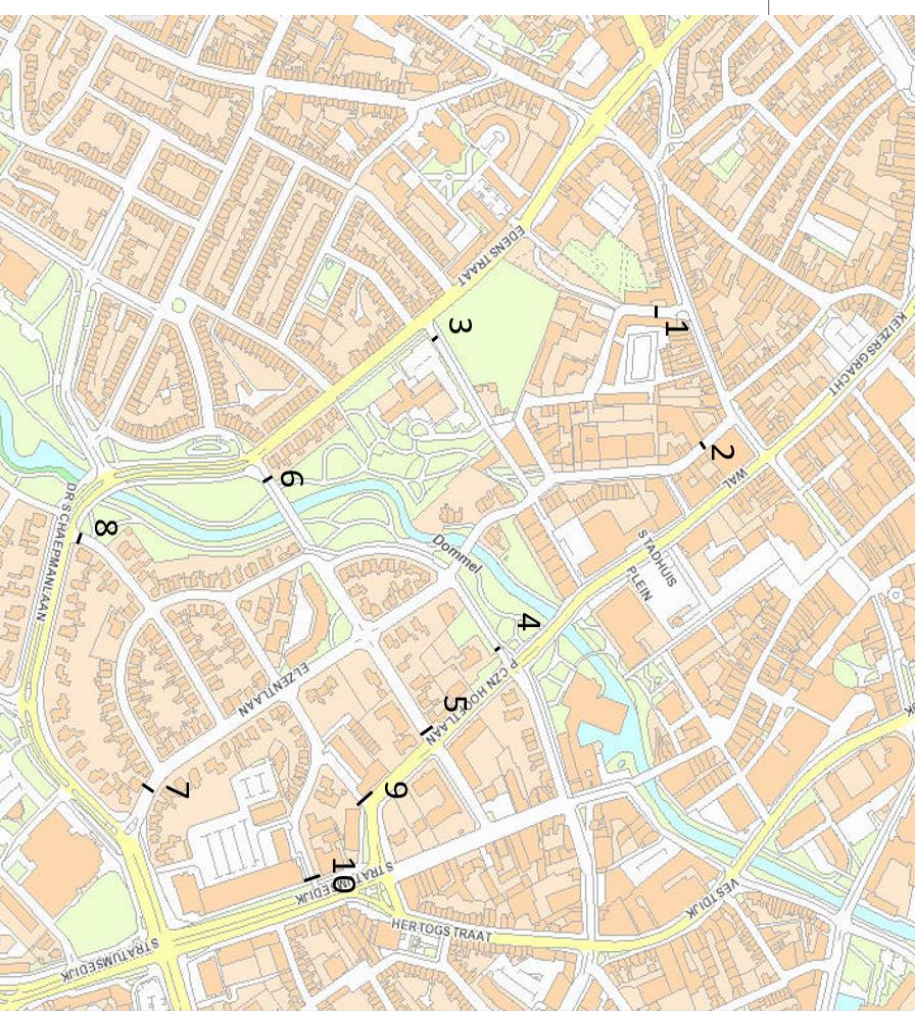 EDENSTRAAT
3
1
KEIZERSGRACHT
2
WAL
6
DR SCHAEPMANLAAN
8
Dommel
STADHUIS
PLEIN
4
P CZN HOOFTLAAN
5
ELZENTLAAN
7
9
10
STRATUMSEDIJK
HERTOGSTRAAT
VESTDIJK
STRATUMSEDIJK